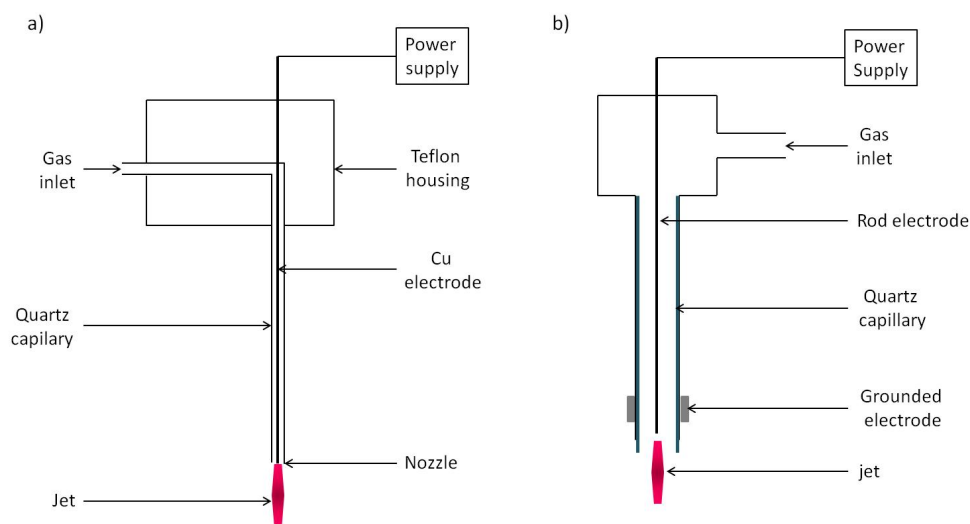 a)
Power
supply
Gas
inlet
Teflon
housing
Cu
electrode
Quartz
capilary
Nozzle
Jet
b)
Power
Supply
Gas
inlet
Rod electrode
Quartz
capillary
Grounded
electrode
jet